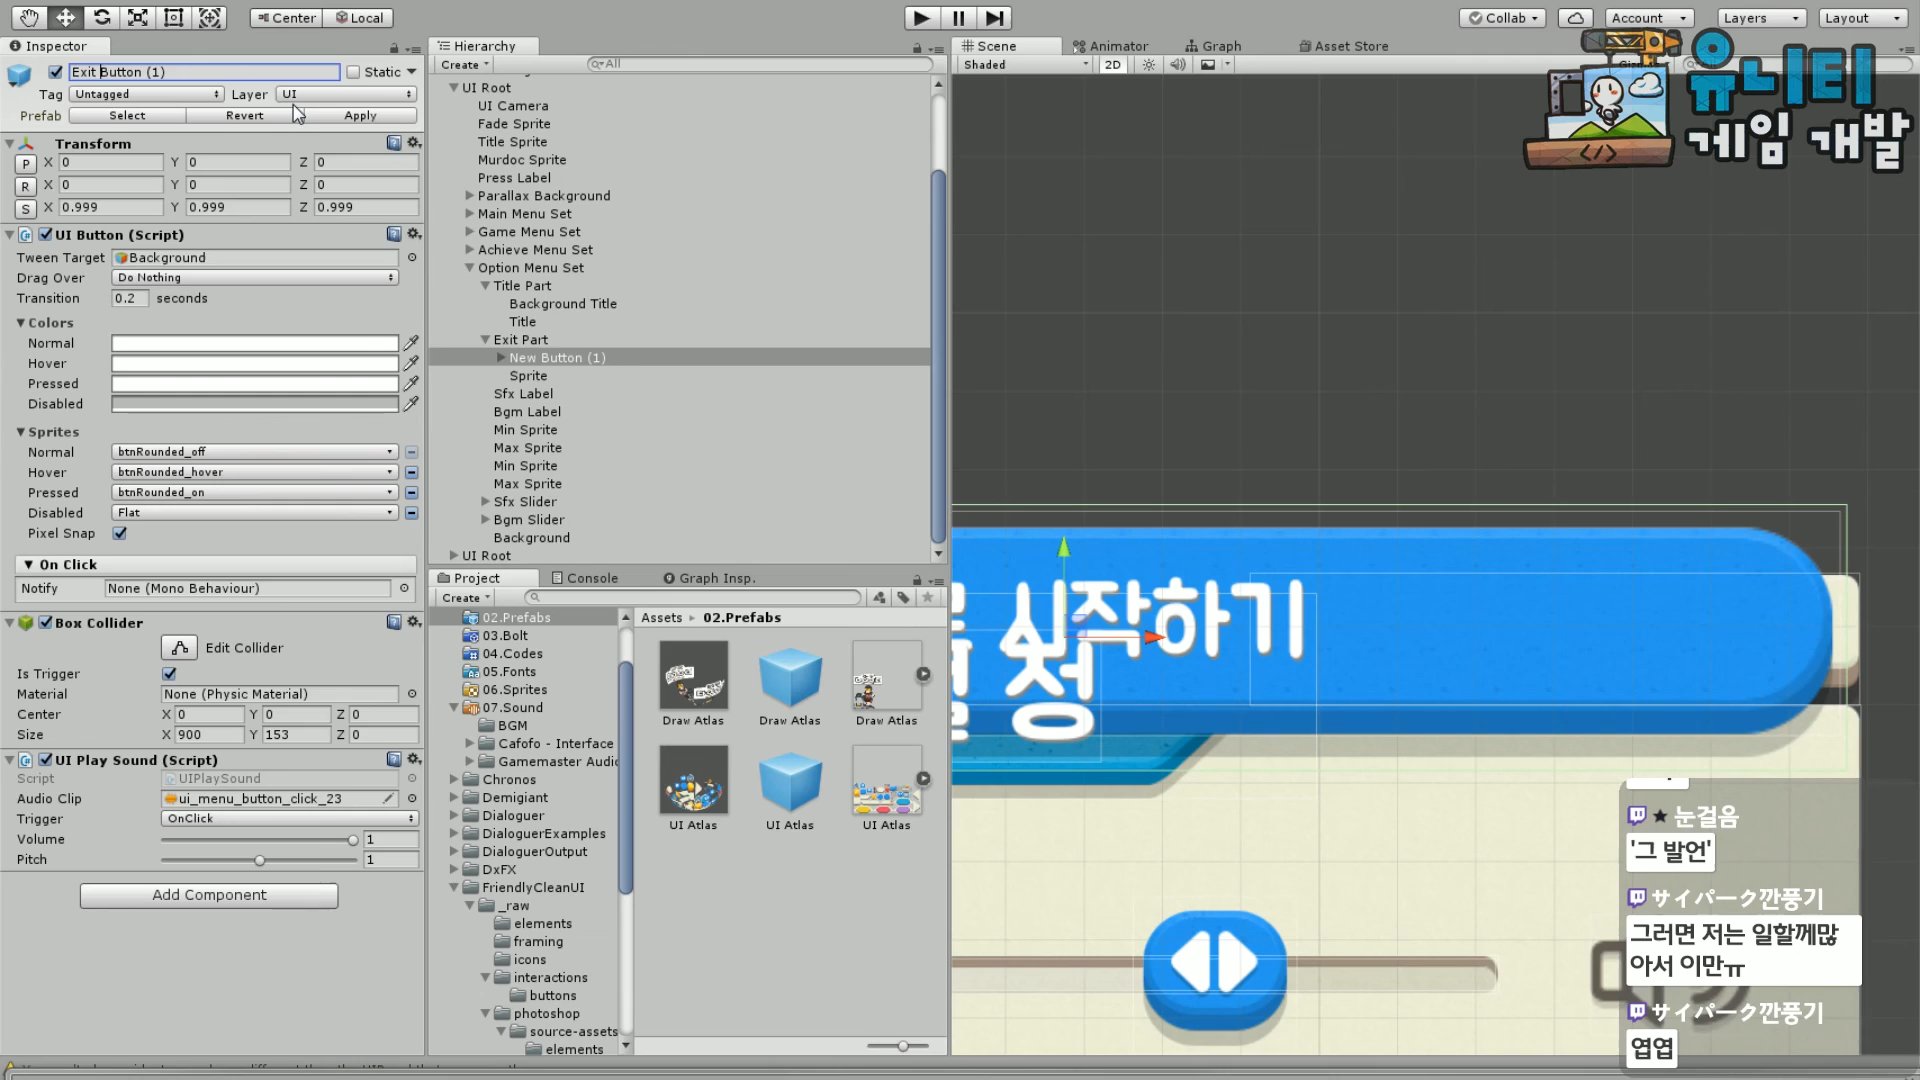 Center
Local
Collab
Account
Layers
Layout
Inspector
Exit Button (1)
Static
Tag Untagged Layer UI
Prefab Select Revert Apply
Transform
P X 0 Y 0 Z 0
R X 0 Y 0 Z 0
S X 0.999 Y 0.999 Z 0.999
UI Button (Script)
Tween Target Background
Drag Over Do Nothing
Transition 0.2 seconds
Colors
Normal
Hover
Pressed
Disabled
Sprites
Normal btnRounded_off
Hover btnRounded_hover
Pressed btnRounded_on
Disabled Flat
Pixel Snap
On Click
Notify None (Mono Behaviour)
Box Collider
Edit Collider
Is Trigger
Material None (Physic Material)
Center X 0 Y 0 Z 0
Size X 900 Y 153 Z 0
UI Play Sound (Script)
Script UIPlaySound
Audio Clip ui_menu_button_click_23
Trigger OnClick
Volume 1
Pitch 1
Add Component
Hierarchy
Create All
UI Root
UI Camera
Fade Sprite
Title Sprite
Murdoc Sprite
Press Label
Parallax Background
Main Menu Set
Game Menu Set
Achieve Menu Set
Option Menu Set
Title Part
Background Title
Title
Exit Part
New Button (1)
Sprite
Sfx Label
Bgm Label
Min Sprite
Max Sprite
Min Sprite
Max Sprite
Sfx Slider
Bgm Slider
Background
UI Root
Project
Console
Graph Insp.
Create
02.Prefabs
03.Bolt
04.Codes
05.Fonts
06.Sprites
07.Sound
BGM
Cafofo - Interface
Gamemaster Audio
Chronos
Demigiant
Dialoguer
DialoguerExamples
DialoguerOutput
DxFX
FriendlyCleanUI
_raw
elements
framing
icons
interactions
buttons
photoshop
source-assets
elements
Assets 02.Prefabs
Draw Atlas
Draw Atlas
Draw Atlas
UI Atlas
UI Atlas
UI Atlas
Scene
Animator
Graph
Asset Store
Shaded
2D
유니티
게임 개발
</>
시작하기
정
눈걸음
'그 발언'
サイパーク깐풍기
그러면 저는 일할께많
아서 이만ㅠ
サイパーク깐풍기
엽엽